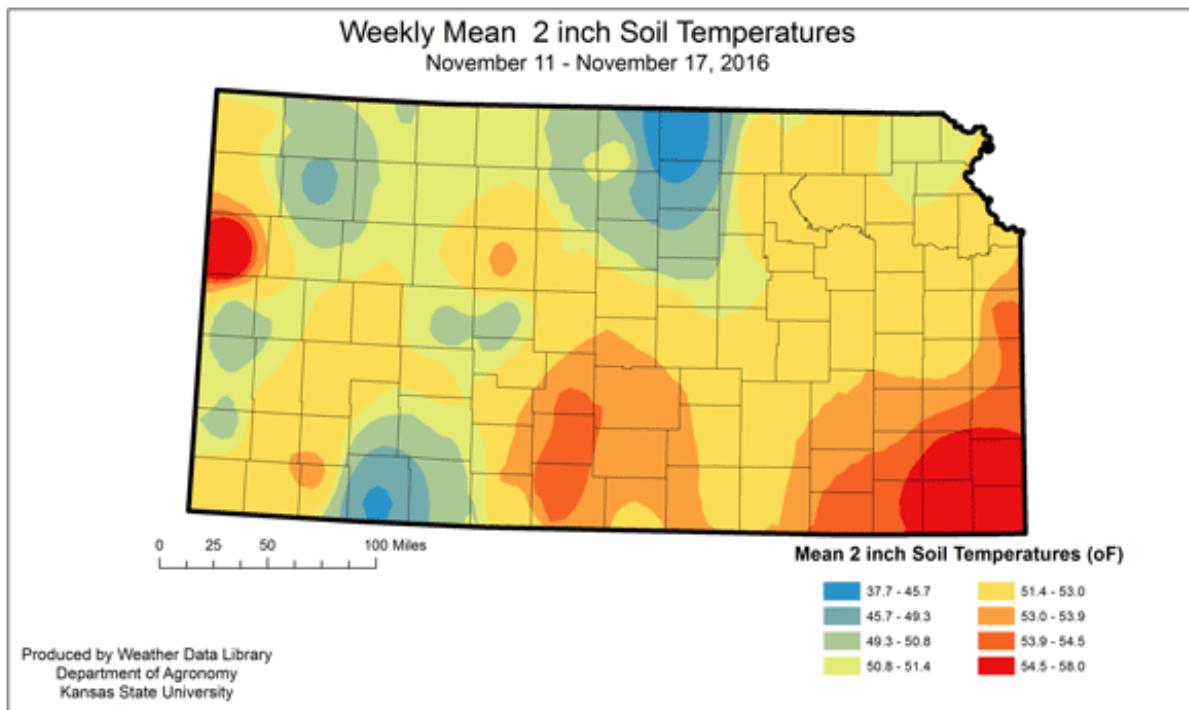 Weekly Mean 2 inch Soil Temperatures
November 11 - November 17, 2016
0 25 50 100 Miles
Mean 2 inch Soil Temperatures (oF)
37.7 - 45.7
45.7 - 49.3
49.3 - 50.8
50.8 - 51.4
51.4 - 53.0
53.0 - 53.9
53.9 - 54.5
54.5 - 58.0
Produced by Weather Data Library
Department of Agronomy
Kansas State University